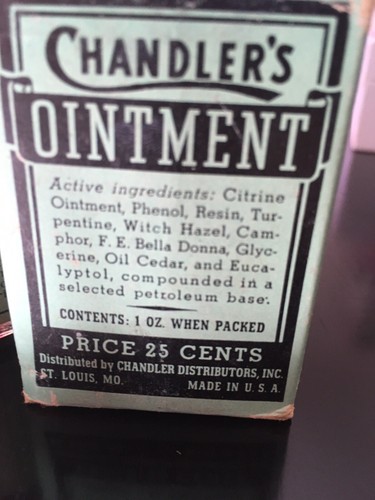 CHANDLER'S
OINTMENT
Active ingredients: Citrine
Ointment, Phenol, Resin, Tur-
pentine, Witch Hazel, Cam-
phor, F. E. Bella Donna, Glyc-
erine, Oil Cedar, and Euca-
lyptol, compounded in a
selected petroleum base.
CONTENTS: 1 OZ. WHEN PACKED
PRICE 25 CENTS
Distributed by CHANDLER DISTRIBUTORS, INC.
ST. LOUIS, MO. MADE IN U. S. A.